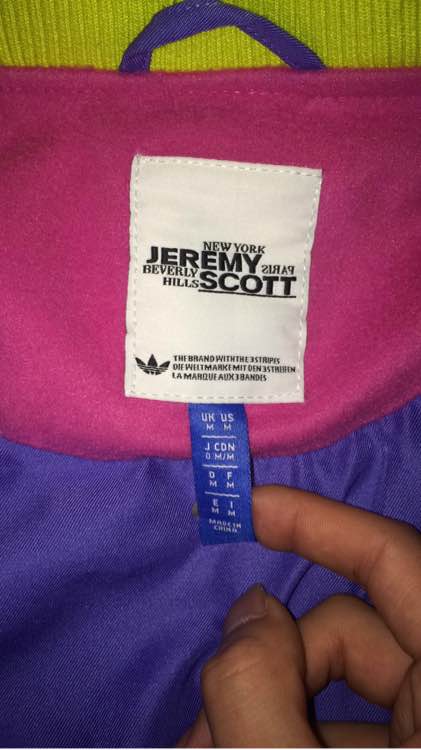 NEW YORK
JEREMY
BEVERLY PARIS
HILLS SCOTT
THE BRAND WITH THE 3 STRIPES
DIE WELTMARKE MIT DEN 3 STREIFEN
LA MARQUE AUX 3 BANDES
UK US
M M
J CDN
O M/M
D F
M M
E I
M M
MADE IN
CHINA